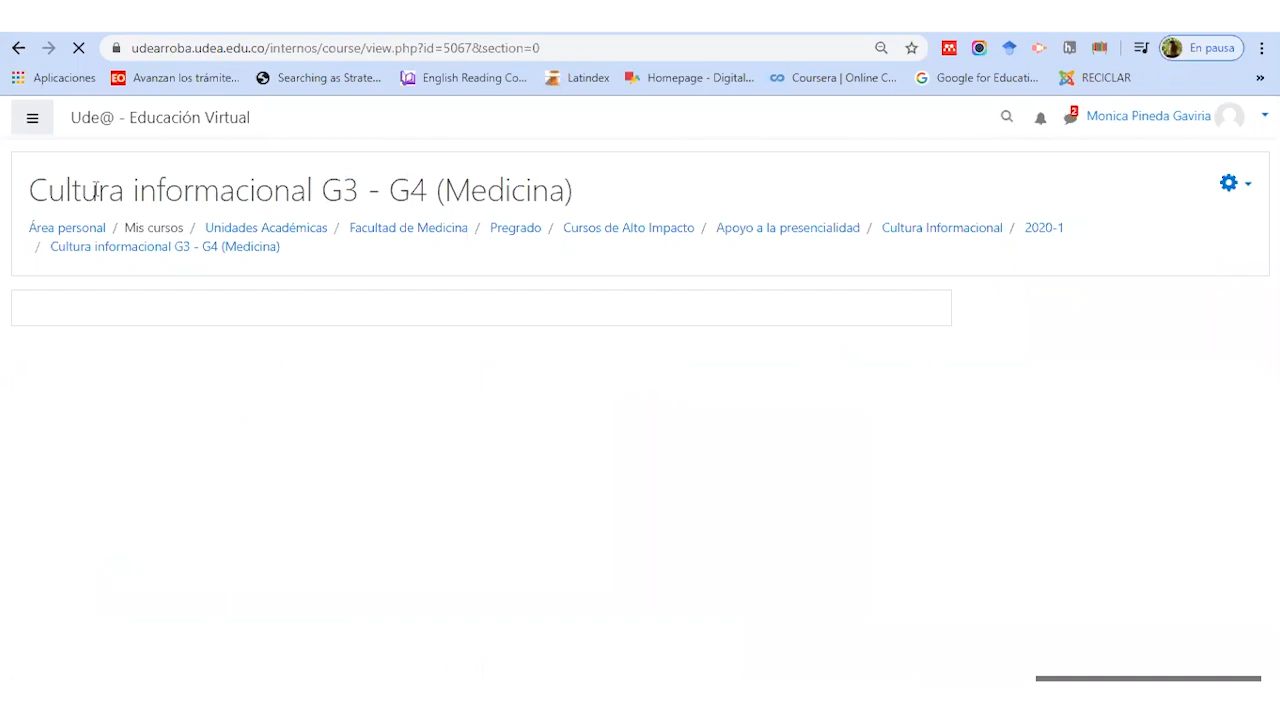 udearroba.udea.edu.co/internos/course/view.php?id=5067&section=0
En pausa
Aplicaciones
EO Avanzan los trámite...
Searching as Strate...
English Reading Co...
Latindex
Homepage - Digital...
Coursera | Online C...
Google for Educati...
RECICLAR
»
Ude@ - Educación Virtual
2
Monica Pineda Gaviria
Cultura informacional G3 - G4 (Medicina)
Área personal / Mis cursos / Unidades Académicas / Facultad de Medicina / Pregrado / Cursos de Alto Impacto / Apoyo a la presencialidad / Cultura Informacional / 2020-1
/ Cultura informacional G3 - G4 (Medicina)